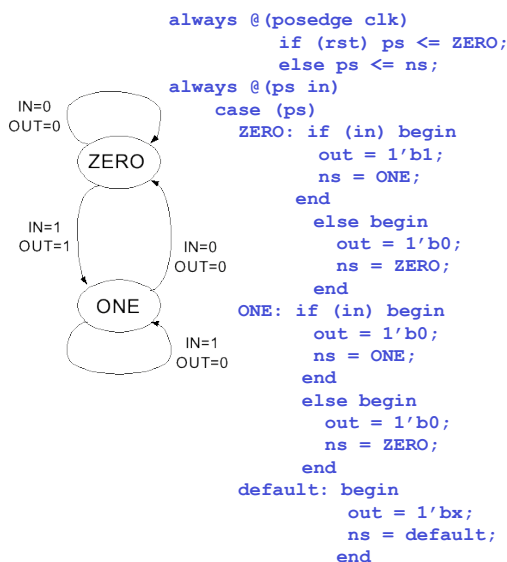 always @(posedge clk)
if (rst) ps <= ZERO;
else ps <= ns;
always @(ps in)
case (ps)
ZERO: if (in) begin
out = 1’b1;
ns = ONE;
end
else begin
out = 1’b0;
ns = ZERO;
end
ONE: if (in) begin
out = 1’b0;
ns = ONE;
end
else begin
out = 1’b0;
ns = ZERO;
end
default: begin
out = 1’bx;
ns = default;
end
IN=0
OUT=0
ZERO
IN=1
OUT=1
IN=0
OUT=0
ONE
IN=1
OUT=0